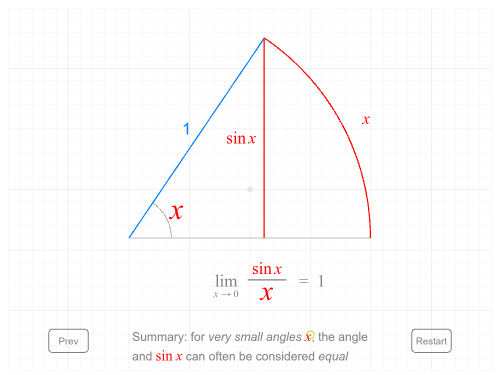 1
sin x
x
x
lim x → 0 sin x / x = 1
Prev
Summary: for very small angles x, the angle
and sin x can often be considered equal
Restart